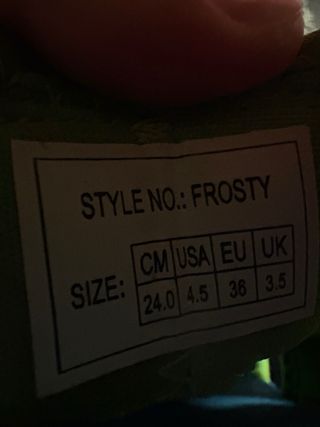 STYLE NO.: FROSTY
SIZE:
CM USA EU UK
24.0 4.5 36 3.5